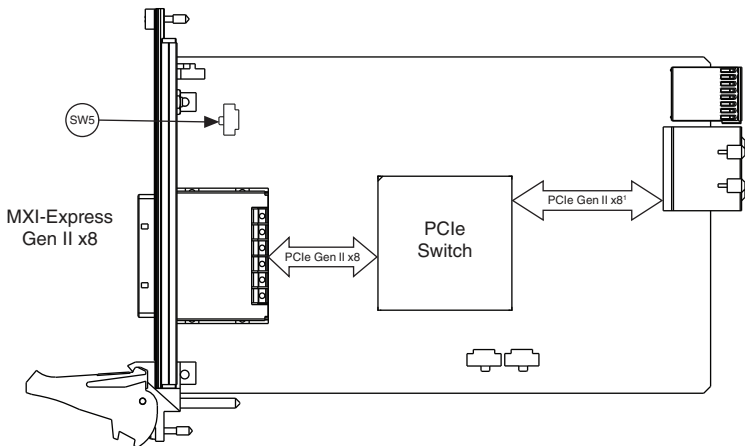 SW5
MXI-Express
Gen II x8
PCIe Gen II x8
PCIe
Switch
PCIe Gen II x8¹